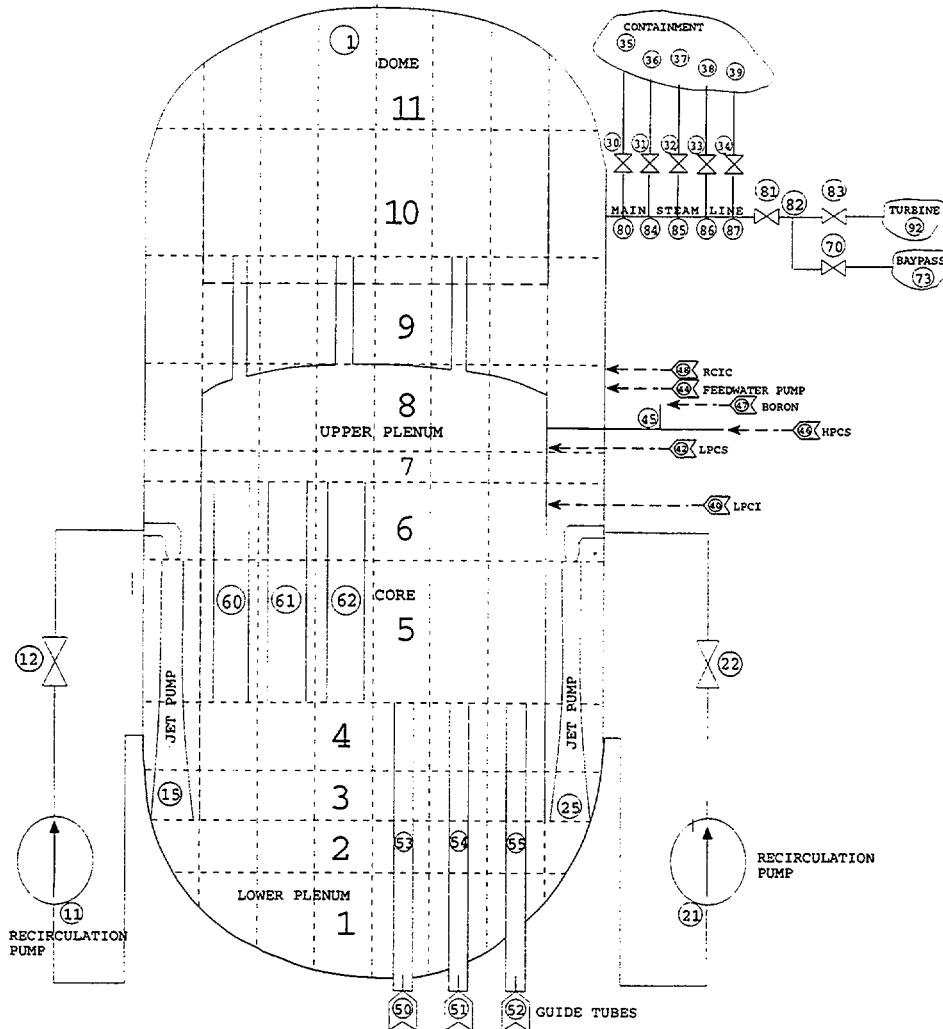 1
DOME
11
10
9
8
UPPER PLENUM
7
6
CORE
5
4
3
2
LOWER PLENUM
1
CONTAINMENT
35
36
37
38
39
30
31
32
33
34
MAIN STEAM LINE
80
84
85
86
87
81
82
83
TURBINE
92
70
BAYPASS
73
48 RCIC
44 FEEDWATER PUMP
47 BORON
45
46 HPCS
42 LPCS
49 LPCI
60
61
62
12
22
JET PUMP
15
JET PUMP
25
53
54
55
11
RECIRCULATION
PUMP
21
RECIRCULATION
PUMP
50
51
52
GUIDE TUBES